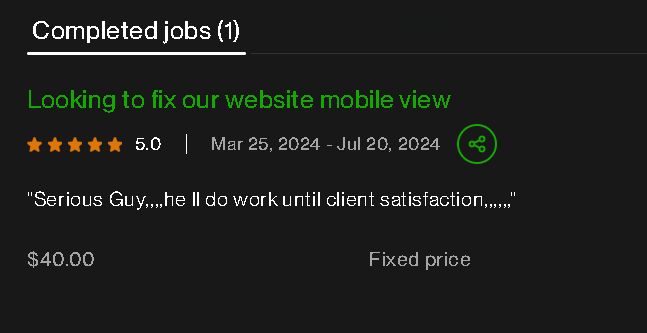 Completed jobs (1)
Looking to fix our website mobile view
5.0 | Mar 25, 2024 - Jul 20, 2024
"Serious Guy,,,,he ll do work until client satisfaction,,,,,,"
$40.00 Fixed price